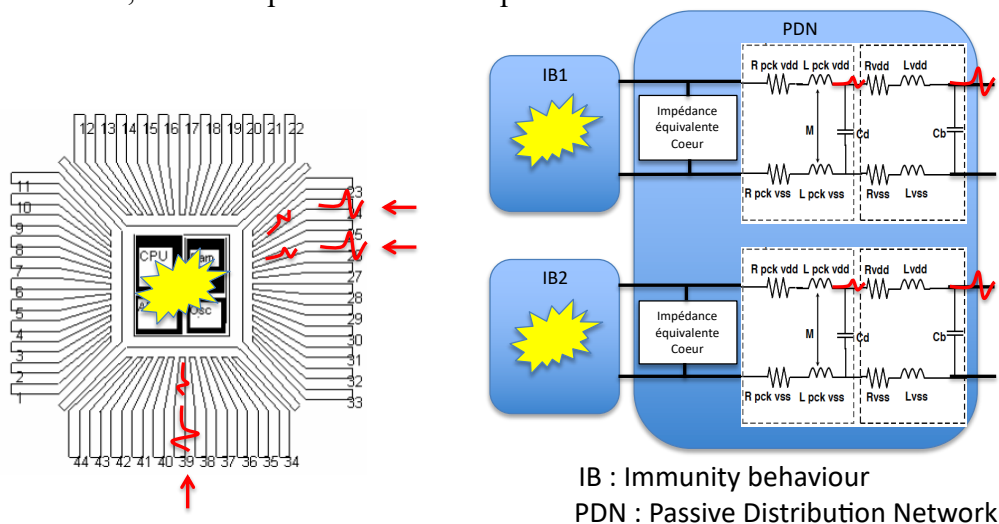 12 13 14 15 16 17 18 19 20 21 22
11
10
9
8
7
6
5
4
3
2
1
23
24
25
27
28
29
30
31
32
33
44 43 42 41 40 39 38 37 36 35 34
CPU
Osc
PDN
IB1
Impédance
équivalente
Coeur
R pck vdd L pck vdd Rvdd Lvdd
M Cd Cb
R pck vss L pck vss Rvss Lvss
IB2
Impédance
équivalente
Coeur
R pck vdd L pck vdd Rvdd Lvdd
M Cd Cb
R pck vss L pck vss Rvss Lvss
IB : Immunity behaviour
PDN : Passive Distribution Network